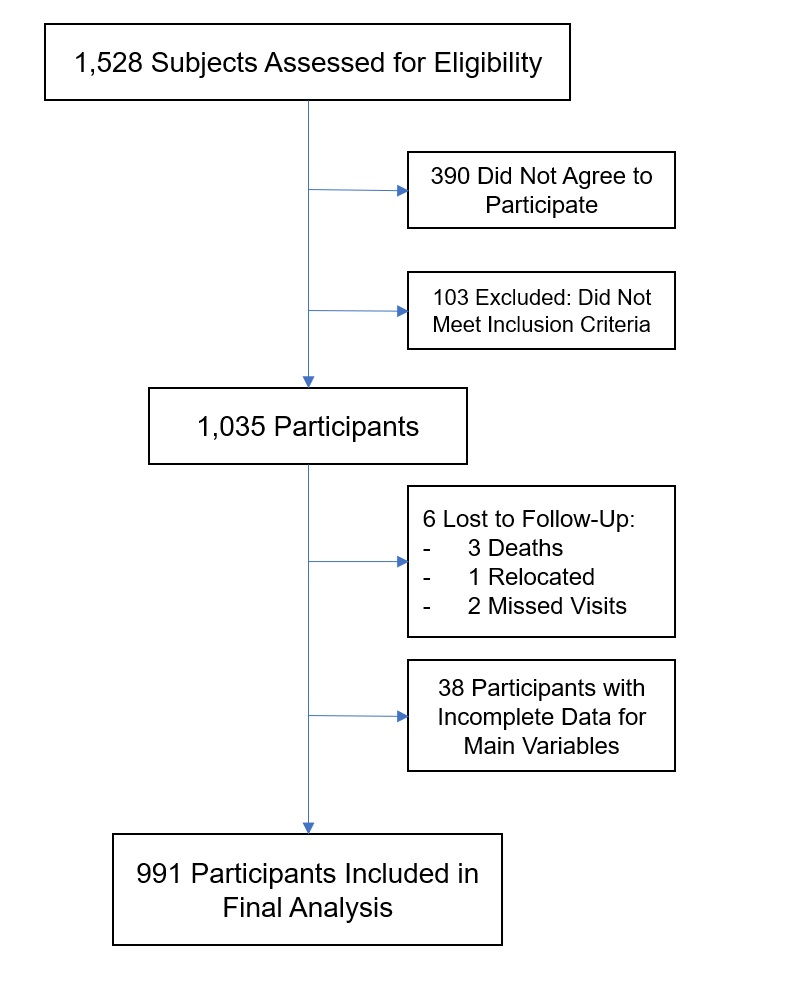 1,528 Subjects Assessed for Eligibility
390 Did Not Agree to
Participate
103 Excluded: Did Not
Meet Inclusion Criteria
1,035 Participants
6 Lost to Follow-Up:
- 3 Deaths
- 1 Relocated
- 2 Missed Visits
38 Participants with
Incomplete Data for
Main Variables
991 Participants Included in
Final Analysis